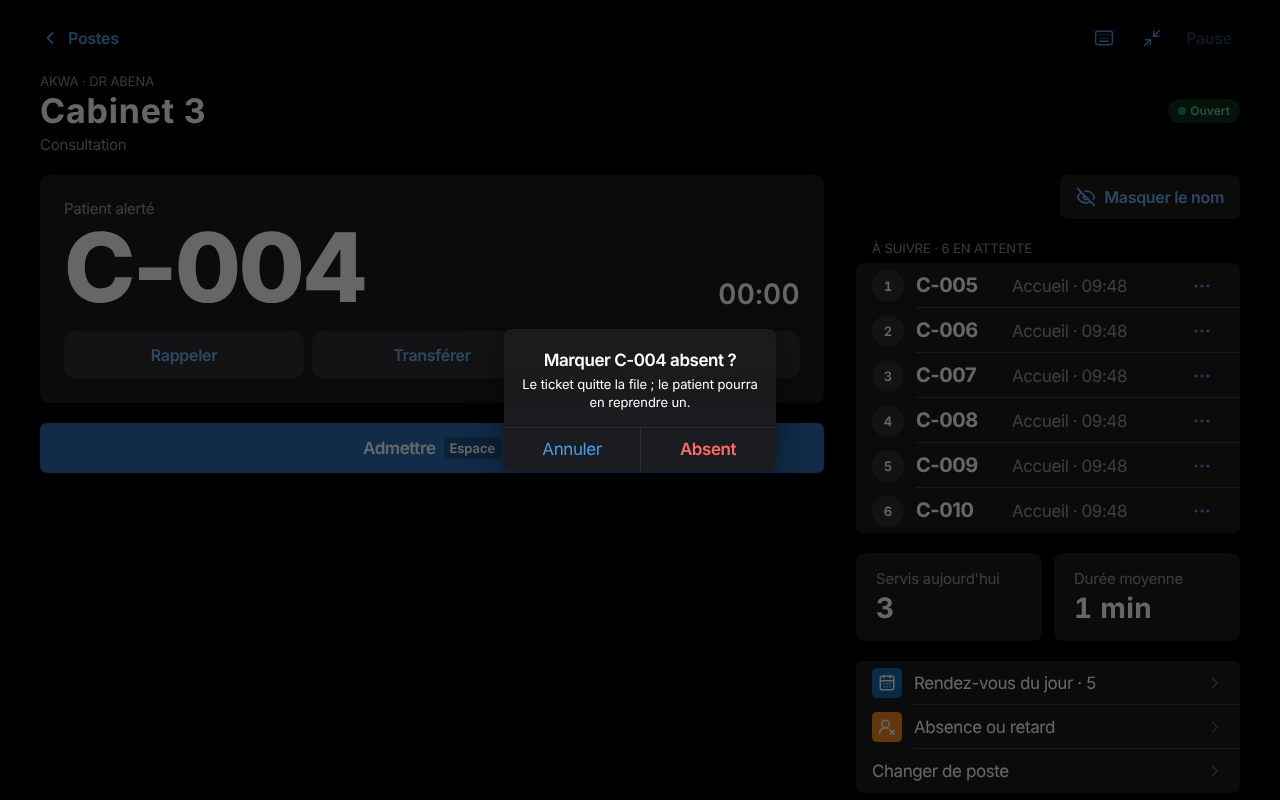 Postes
Pause
AKWA · DR ABENA
Cabinet 3
Ouvert
Consultation
Patient alerté
C-004
00:00
Rappeler
Transférer
Admettre
Espace
Marquer C-004 absent ?
Le ticket quitte la file ; le patient pourra
en reprendre un.
Annuler
Absent
Masquer le nom
À SUIVRE · 6 EN ATTENTE
1 C-005 Accueil · 09:48
2 C-006 Accueil · 09:48
3 C-007 Accueil · 09:48
4 C-008 Accueil · 09:48
5 C-009 Accueil · 09:48
6 C-010 Accueil · 09:48
Servis aujourd'hui
3
Durée moyenne
1 min
Rendez-vous du jour · 5
Absence ou retard
Changer de poste